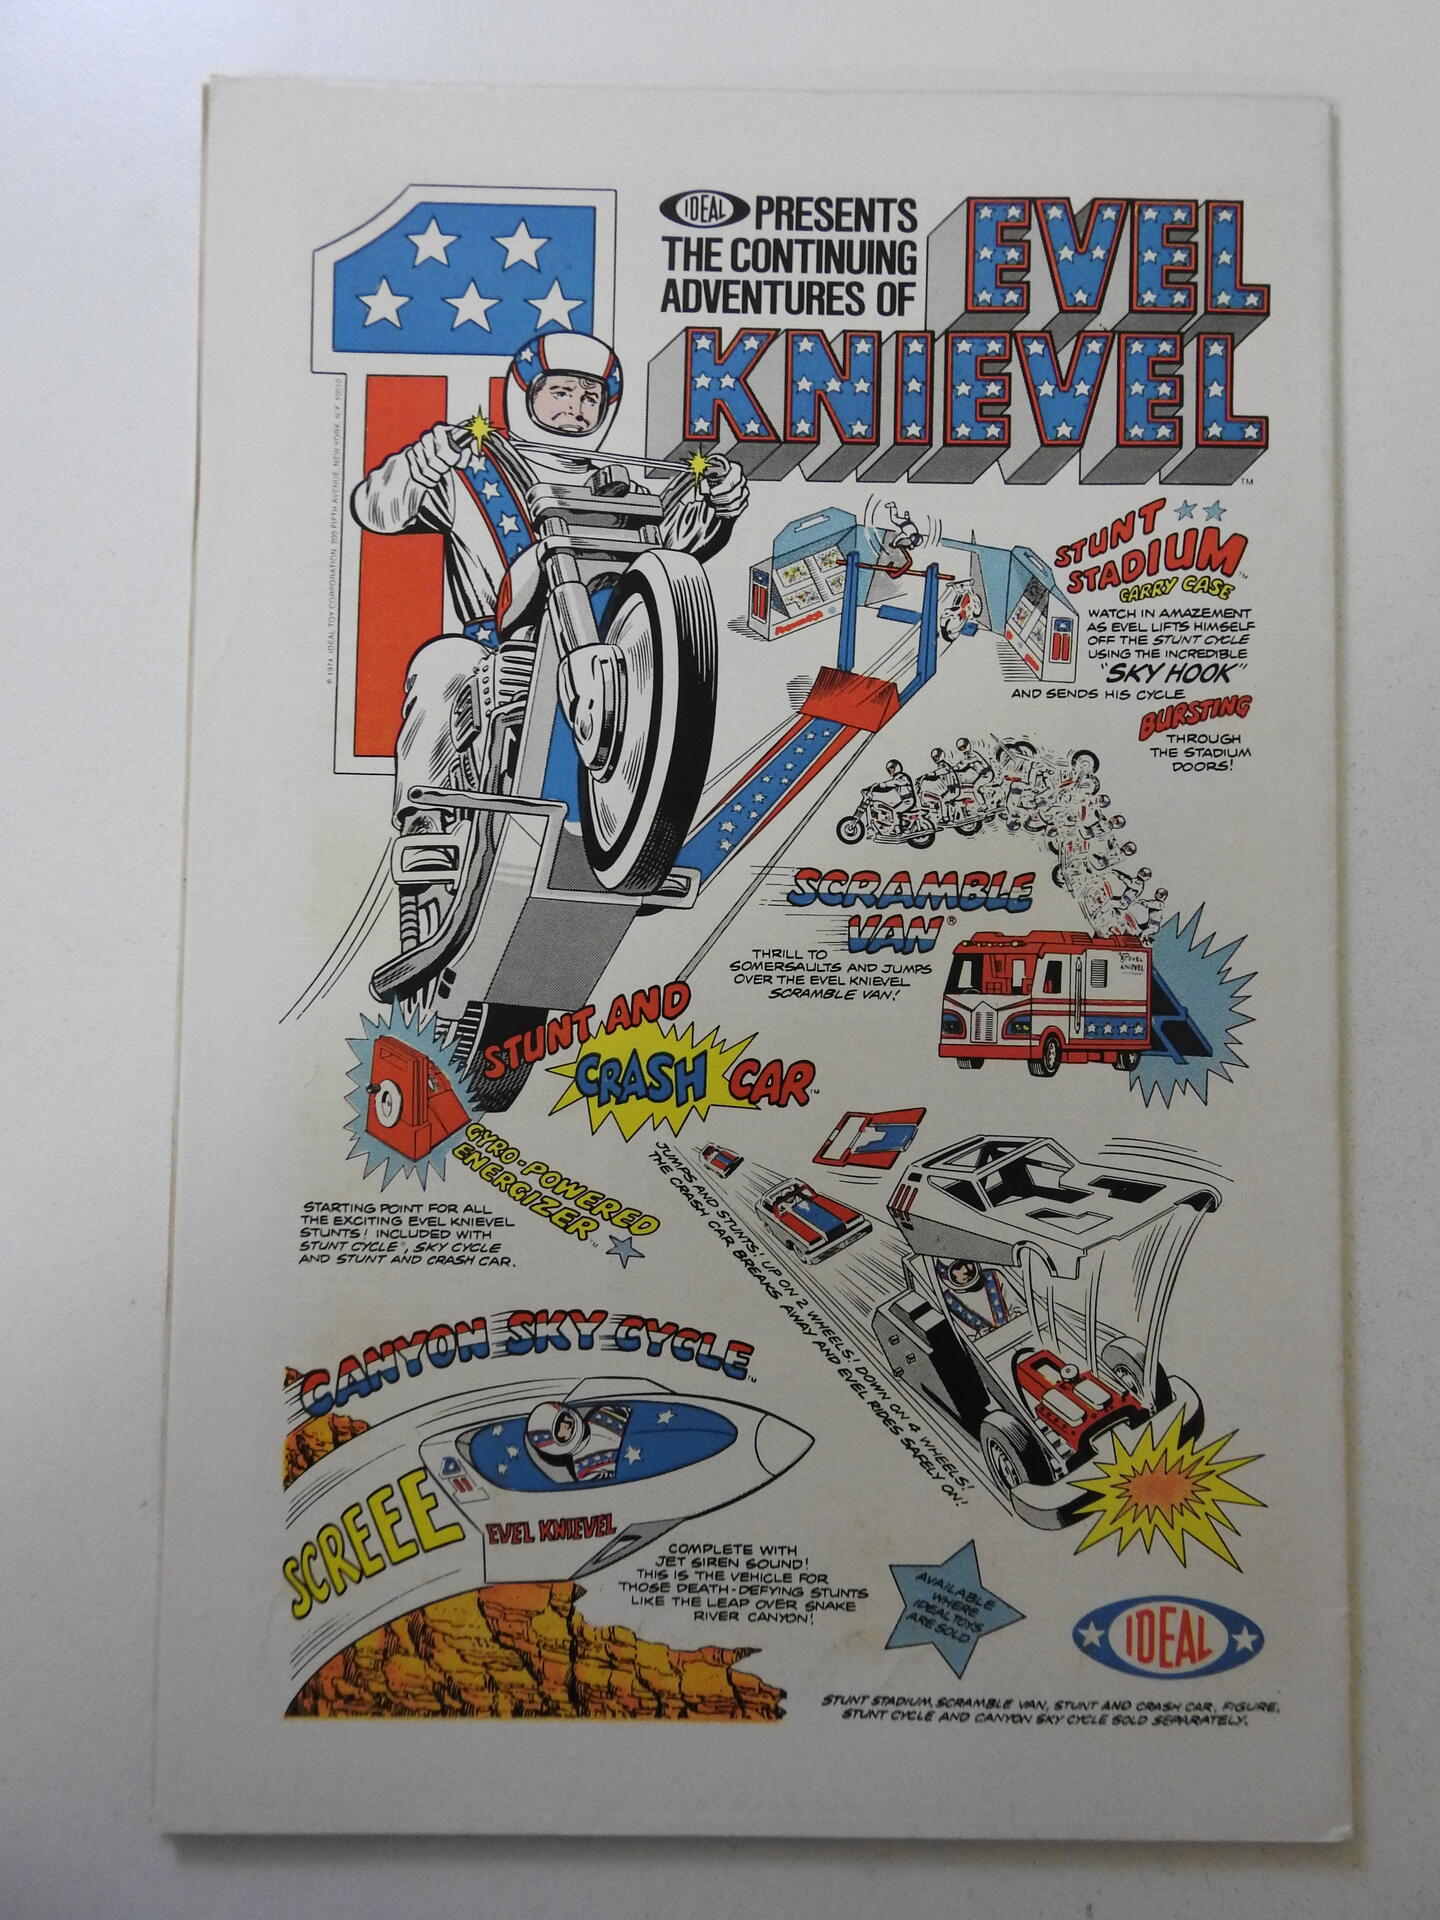 IDEAL PRESENTS
THE CONTINUING
ADVENTURES OF
EVEL
KNIEVEL™
© 1974 IDEAL TOY CORPORATION, 200 FIFTH AVENUE, NEW YORK, N.Y. 10010
STUNT
STADIUM™
CARRY CASE
WATCH IN AMAZEMENT
AS EVEL LIFTS HIMSELF
OFF THE STUNT CYCLE
USING THE INCREDIBLE
"SKY HOOK"
AND SENDS HIS CYCLE
BURSTING
THROUGH
THE STADIUM
DOORS!
SCRAMBLE
VAN®
THRILL TO
SOMERSAULTS AND JUMPS
OVER THE EVEL KNIEVEL
SCRAMBLE VAN!
EVEL
KNIEVEL
STUNT AND
CRASH CAR™
JUMPS AND STUNTS! UP ON 2 WHEELS! DOWN ON 4 WHEELS!
THE CRASH CAR BREAKS AWAY AND EVEL RIDES SAFELY ON!
GYRO-POWERED
ENERGIZER™
STARTING POINT FOR ALL
THE EXCITING EVEL KNIEVEL
STUNTS! INCLUDED WITH
STUNT CYCLE®, SKY CYCLE
AND STUNT AND CRASH CAR.
CANYON SKY CYCLE™
SCREEE
EVEL KNIEVEL
COMPLETE WITH
JET SIREN SOUND!
THIS IS THE VEHICLE FOR
THOSE DEATH-DEFYING STUNTS
LIKE THE LEAP OVER SNAKE
RIVER CANYON!
AVAILABLE
WHERE
IDEAL TOYS
ARE SOLD
IDEAL
STUNT STADIUM, SCRAMBLE VAN, STUNT AND CRASH CAR, FIGURE,
STUNT CYCLE AND CANYON SKY CYCLE SOLD SEPARATELY.